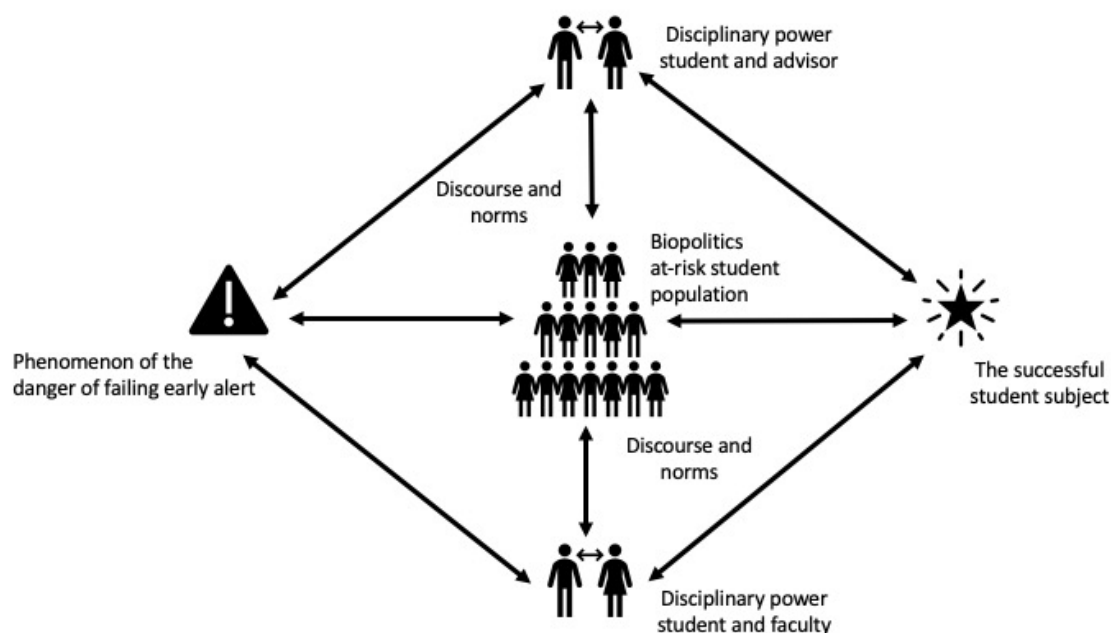 Disciplinary power
student and advisor
Discourse and
norms
Biopolitics
at-risk student
population
Phenomenon of the
danger of failing early alert
The successful
student subject
Discourse and
norms
Disciplinary power
student and faculty